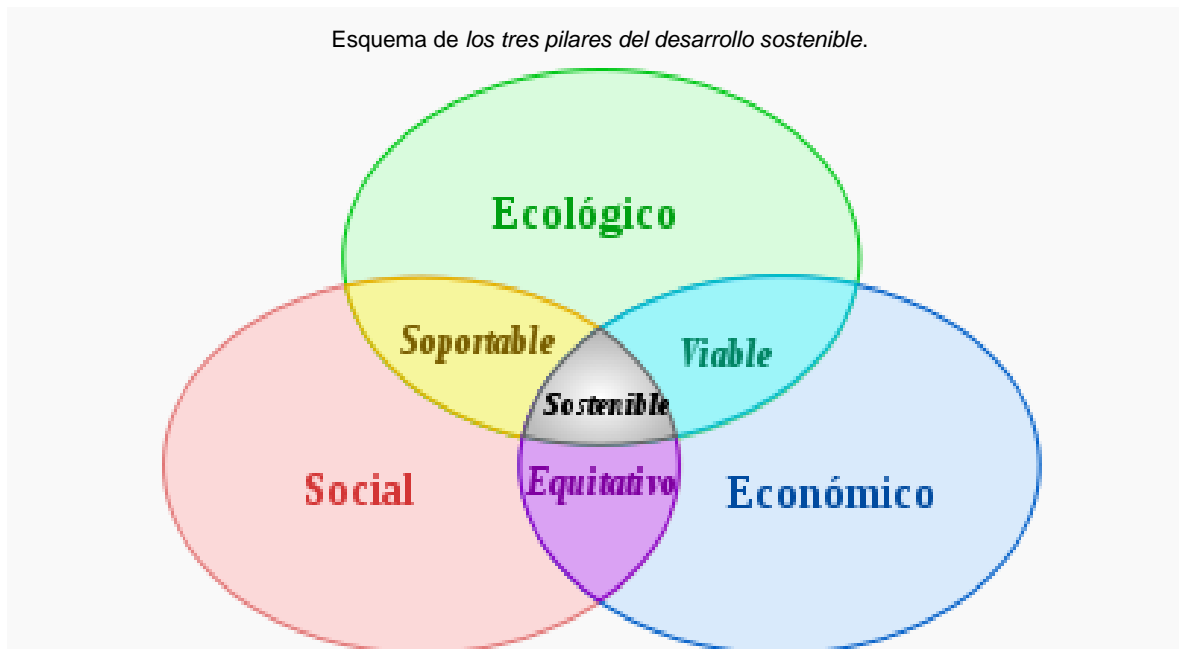 Esquema de los tres pilares del desarrollo sostenible.
Ecológico
Soportable
Viable
Sostenible
Equitativo
Social
Económico